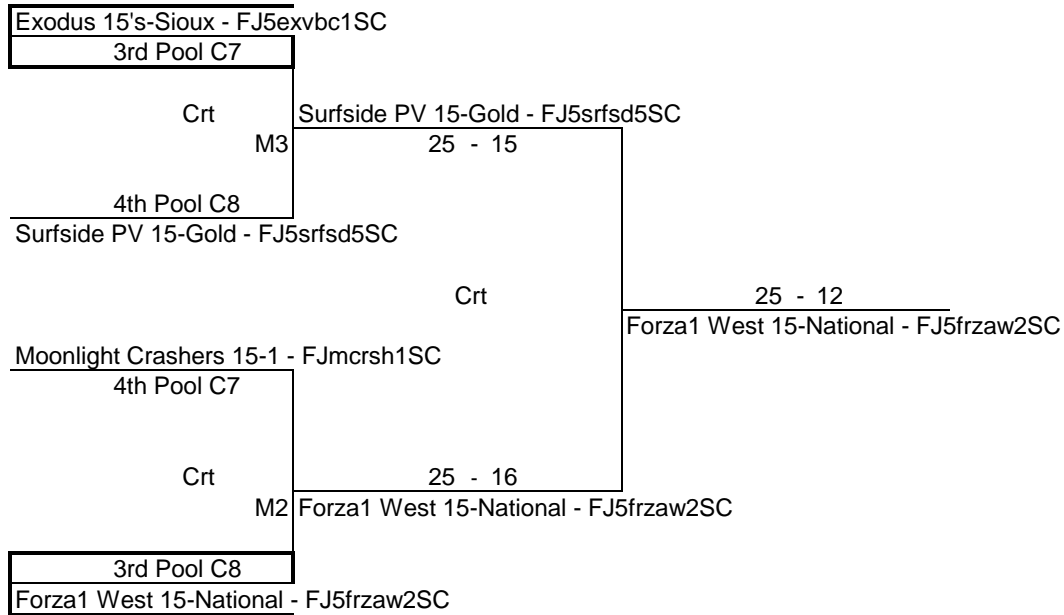 Exodus 15's-Sioux - FJ5exvbc1SC
3rd Pool C7
Crt
Surfside PV 15-Gold - FJ5srfsd5SC
M3
25 - 15
4th Pool C8
Surfside PV 15-Gold - FJ5srfsd5SC
Crt
25 - 12
Forza1 West 15-National - FJ5frzaw2SC
Moonlight Crashers 15-1 - FJmcrsh1SC
4th Pool C7
Crt
25 - 16
M2
Forza1 West 15-National - FJ5frzaw2SC
3rd Pool C8
Forza1 West 15-National - FJ5frzaw2SC